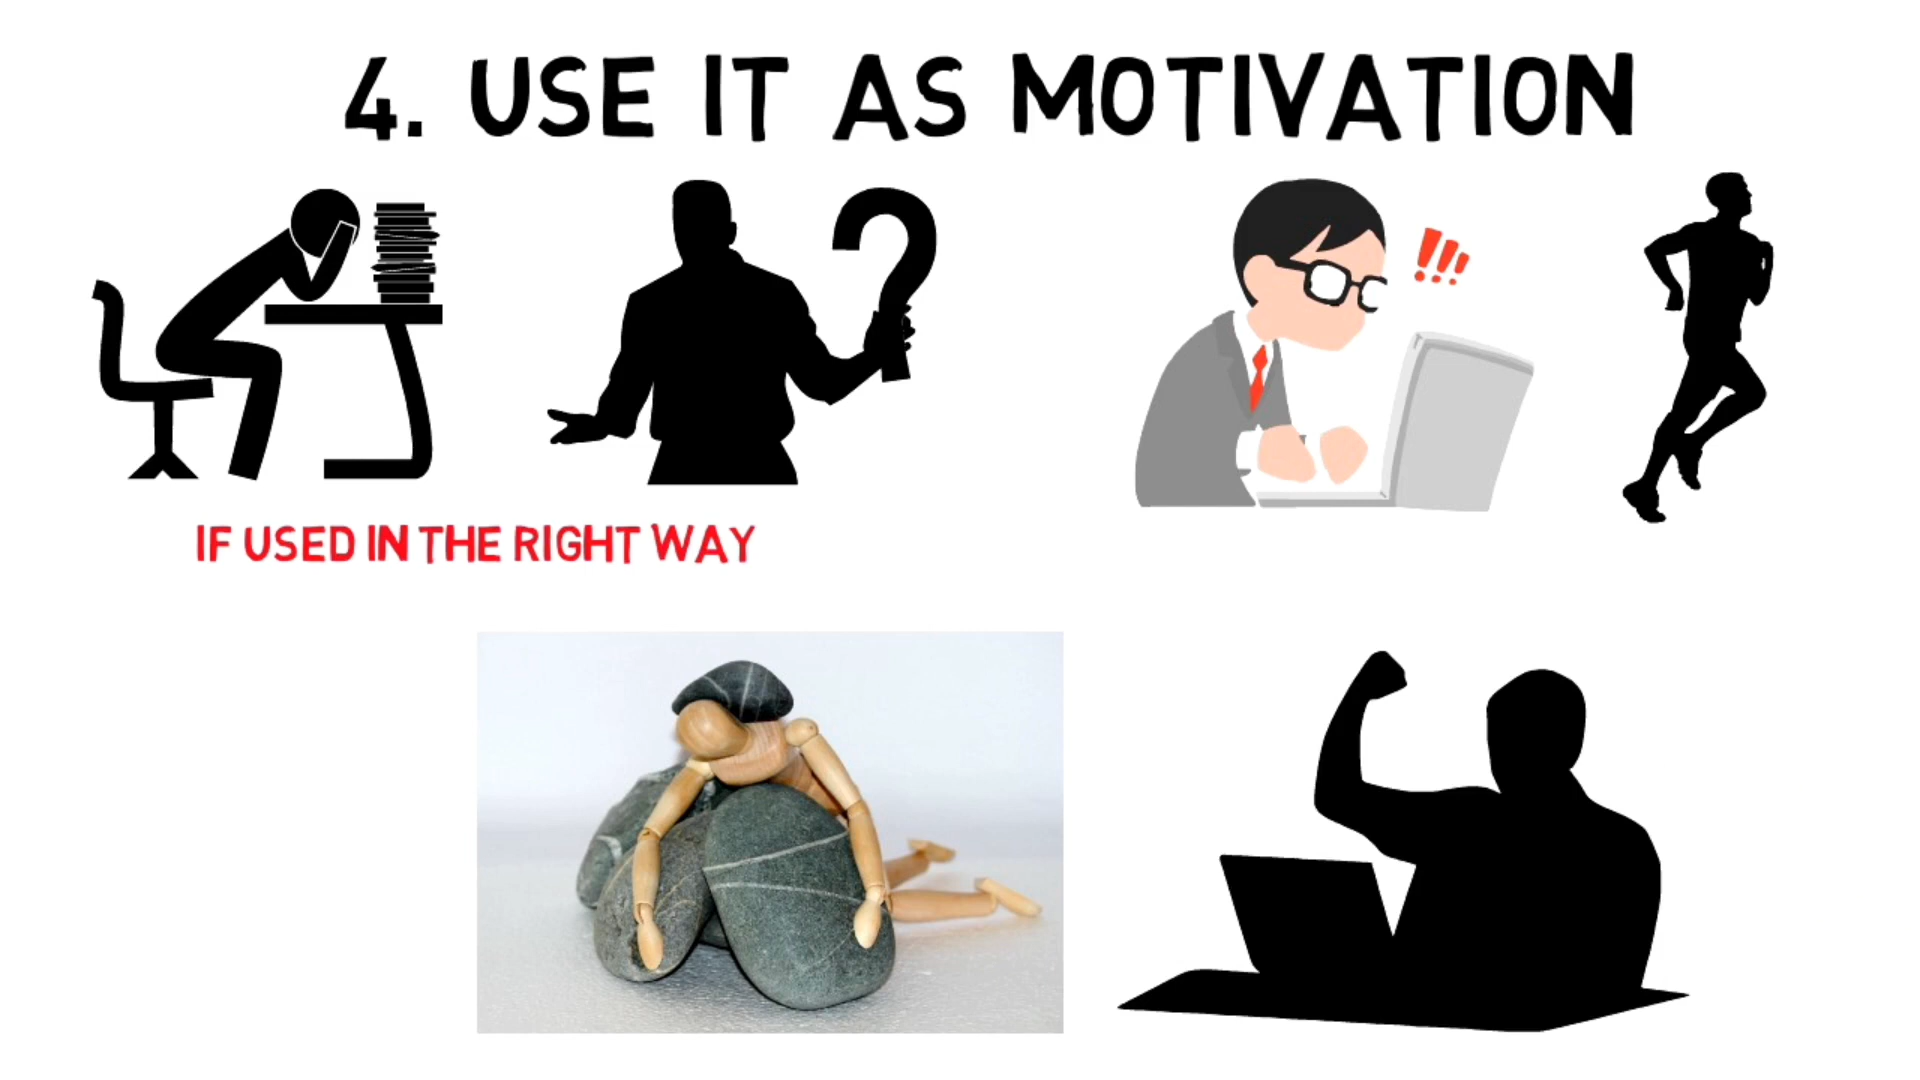 4. USE IT AS MOTIVATION
!!!
IF USED IN THE RIGHT WAY